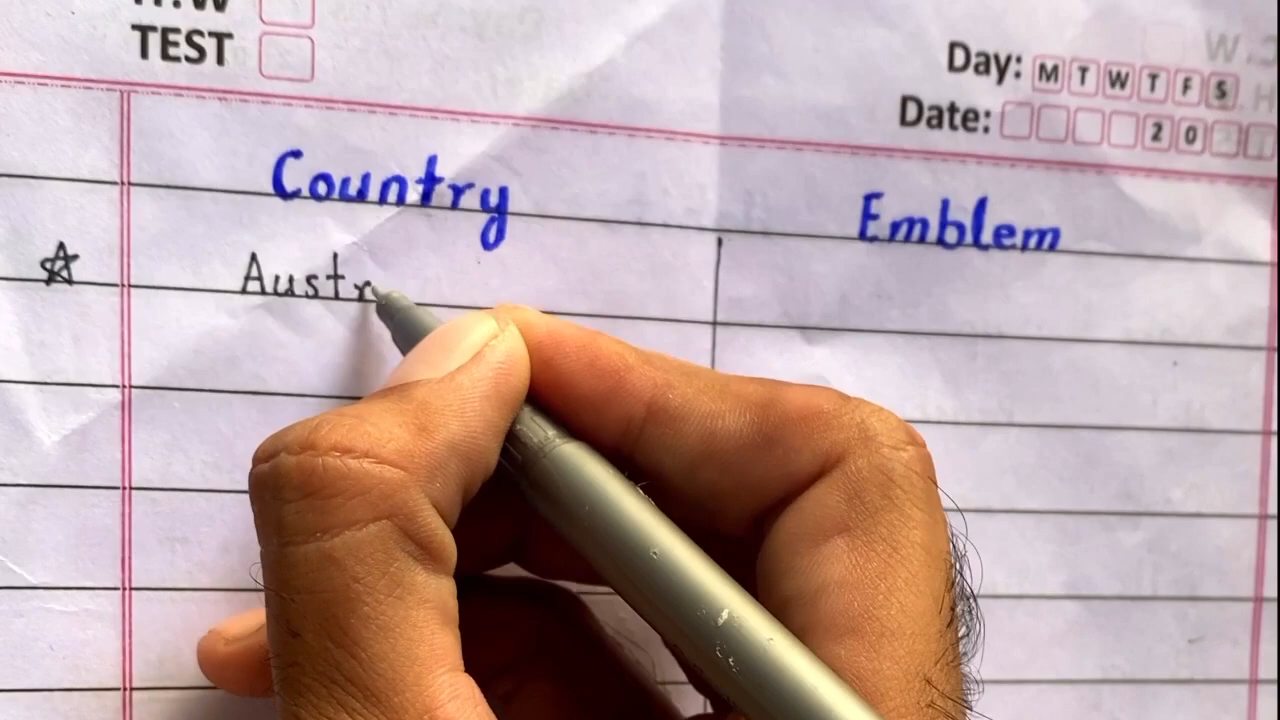 TEST
Day: M T W T F S
Date: 2 0
Country Emblem
Austr